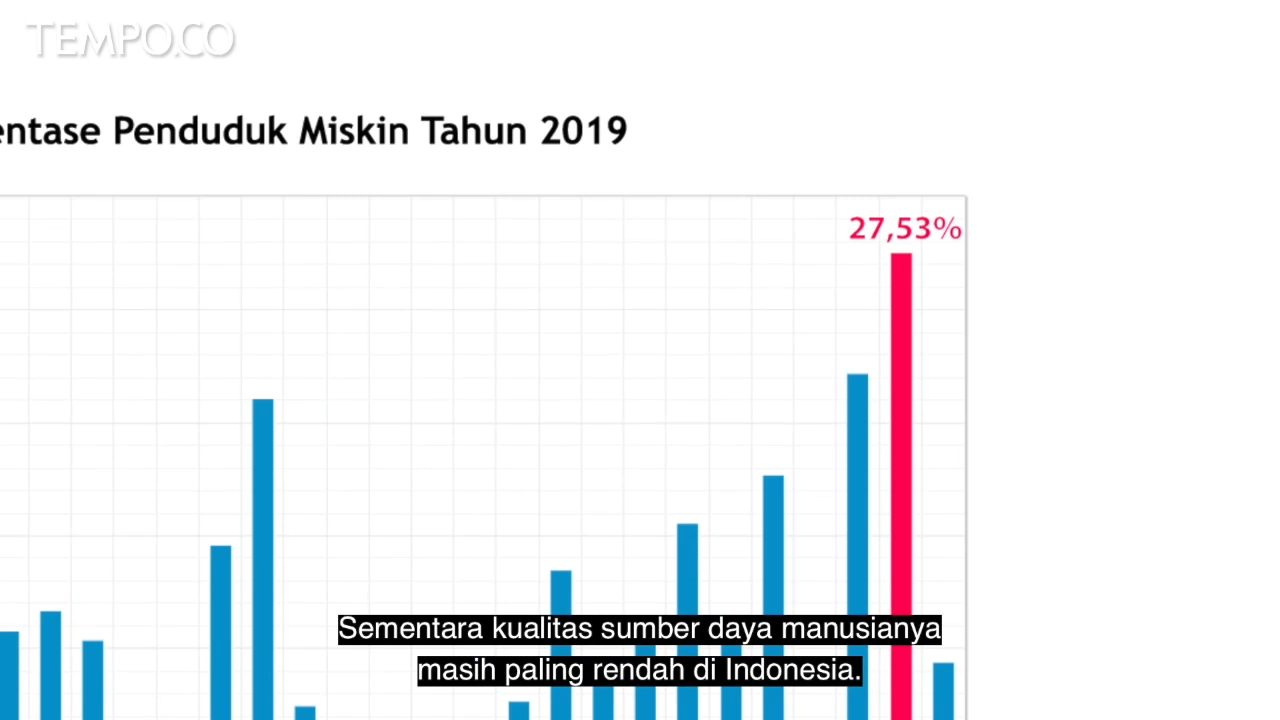 TEMPO.CO
entase Penduduk Miskin Tahun 2019
27,53%
Sementara kualitas sumber daya manusianya
masih paling rendah di Indonesia.